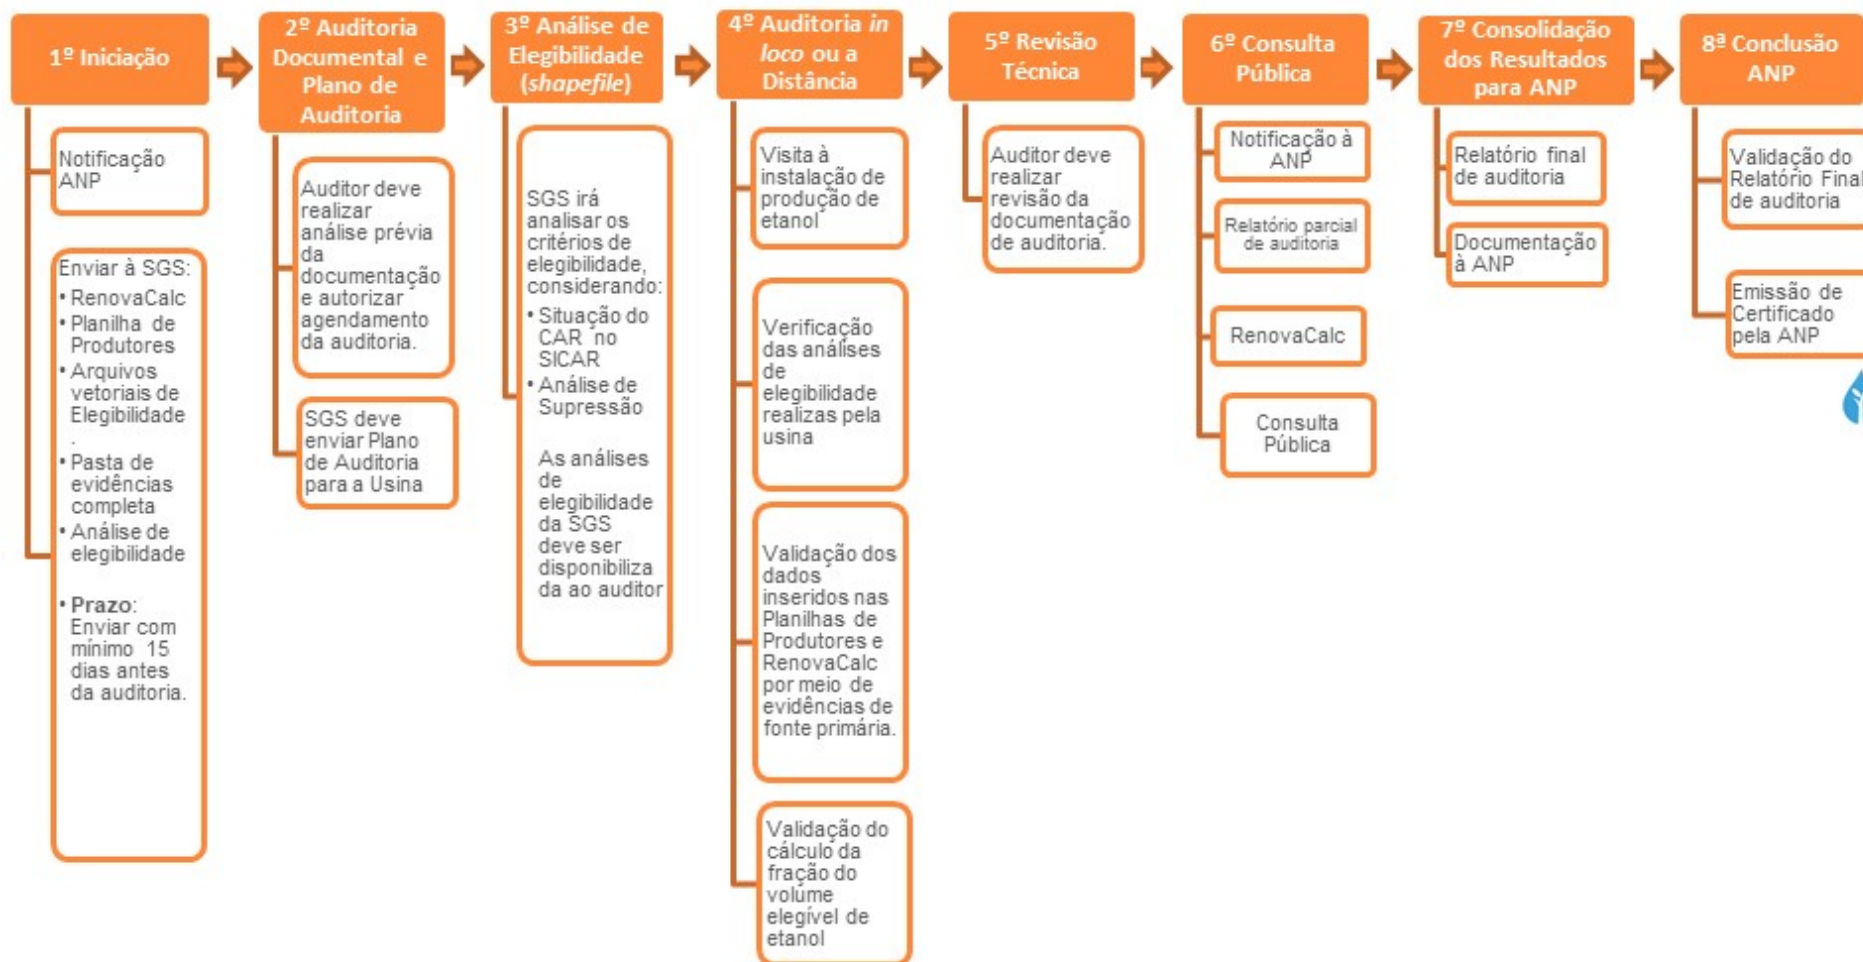 1º Iniciação
Notificação
ANP
Enviar à SGS:
• RenovaCalc
• Planilha de
Produtores
• Arquivos
vetoriais de
Elegibilidade
.
• Pasta de
evidências
completa
• Análise de
elegibilidade
• Prazo:
Enviar com
mínimo 15
dias antes
da auditoria.
2º Auditoria
Documental e
Plano de
Auditoria
Auditor deve
realizar
análise prévia
da
documentação
e autorizar
agendamento
da auditoria.
SGS deve
enviar Plano
de Auditoria
para a Usina
3º Análise de
Elegibilidade
(shapefile)
SGS irá
analisar os
critérios de
elegibilidade,
considerando:
• Situação do
CAR no
SICAR
• Análise de
Supressão
As análises
de
elegibilidade
da SGS
deve ser
disponibiliza
da ao auditor
4º Auditoria in
loco ou a
Distância
Visita à
instalação de
produção de
etanol
Verificação
das análises
de
elegibilidade
realizas pela
usina
Validação dos
dados
inseridos nas
Planilhas de
Produtores e
RenovaCalc
por meio de
evidências de
fonte primária.
Validação do
cálculo da
fração do
volume
elegível de
etanol
5º Revisão
Técnica
Auditor deve
realizar
revisão da
documentação
de auditoria.
6º Consulta
Pública
Notificação à
ANP
Relatório parcial
de auditoria
RenovaCalc
Consulta
Pública
7º Consolidação
dos Resultados
para ANP
Relatório final
de auditoria
Documentação
à ANP
8ª Conclusão
ANP
Validação do
Relatório Final
de auditoria
Emissão de
Certificado
pela ANP